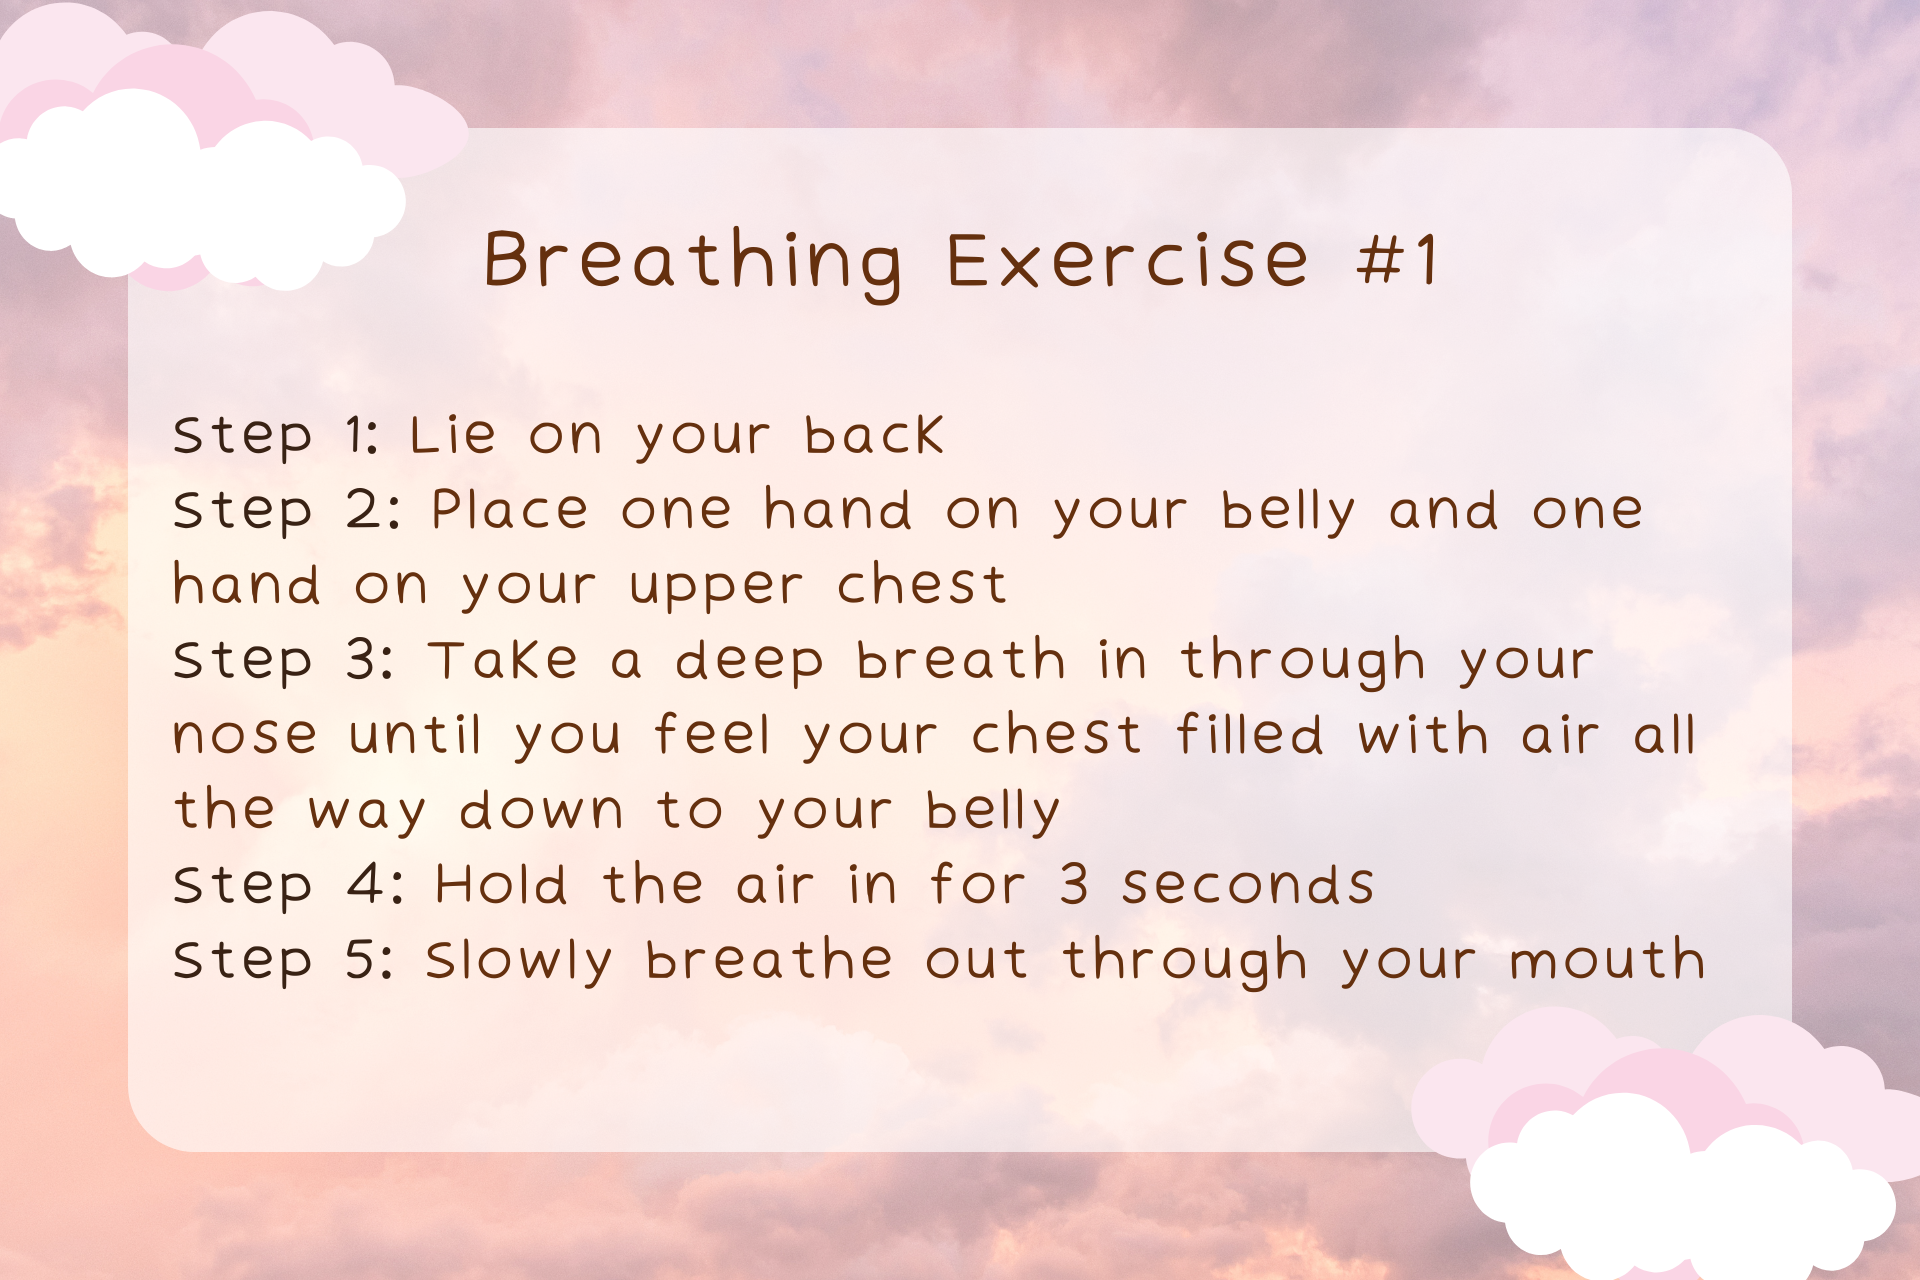 Breathing Exercise #1
Step 1: Lie on your back
Step 2: Place one hand on your belly and one
hand on your upper chest
Step 3: Take a deep breath in through your
nose until you feel your chest filled with air all
the way down to your belly
Step 4: Hold the air in for 3 seconds
Step 5: Slowly breathe out through your mouth